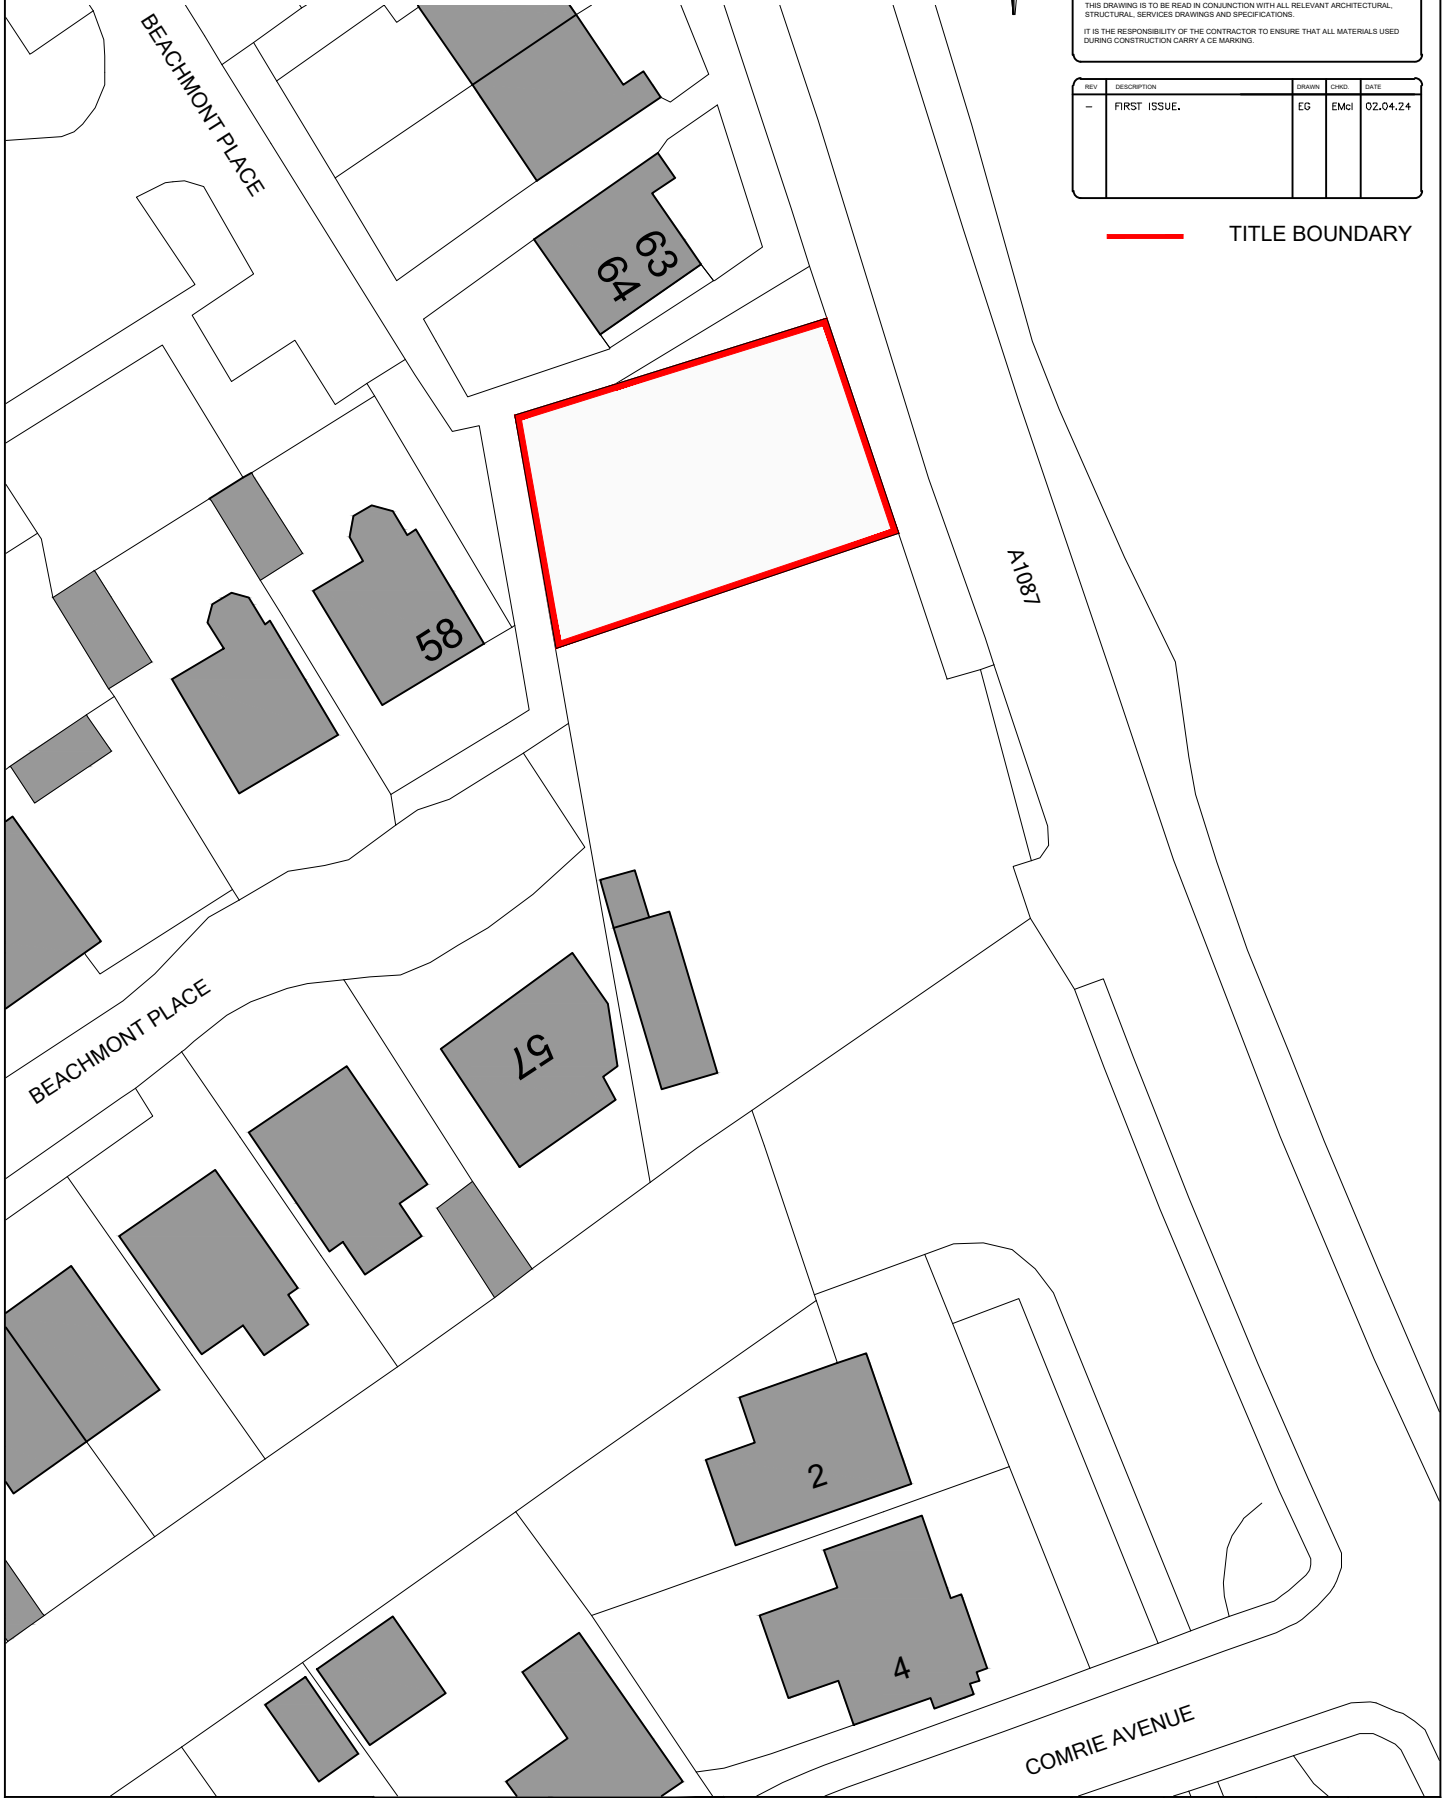 THIS DRAWING IS TO BE READ IN CONJUNCTION WITH ALL RELEVANT ARCHITECTURAL,
STRUCTURAL, SERVICES DRAWINGS AND SPECIFICATIONS.
IT IS THE RESPONSIBILITY OF THE CONTRACTOR TO ENSURE THAT ALL MATERIALS USED
DURING CONSTRUCTION CARRY A CE MARKING.
REV DESCRIPTION DRAWN CHKD. DATE
– FIRST ISSUE. EG EMcI 02.04.24
TITLE BOUNDARY
BEACHMONT PLACE
63
64
A1087
58
BEACHMONT PLACE
57
2
4
COMRIE AVENUE